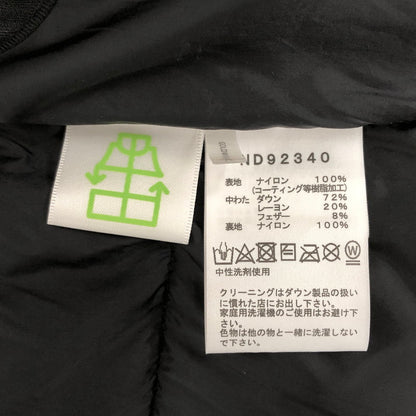 ND92340
表地 ナイロン 100%
(コーティング等樹脂加工)
中わた ダウン 72%
レーヨン 20%
フェザー 8%
裏地 ナイロン 100%
中性洗剤使用
クリーニングはダウン製品の扱い
に慣れた店にお出し下さい。
家庭用洗濯機のご使用はお避け
下さい。
色物は他の物と一緒に洗濯しない
で下さい。